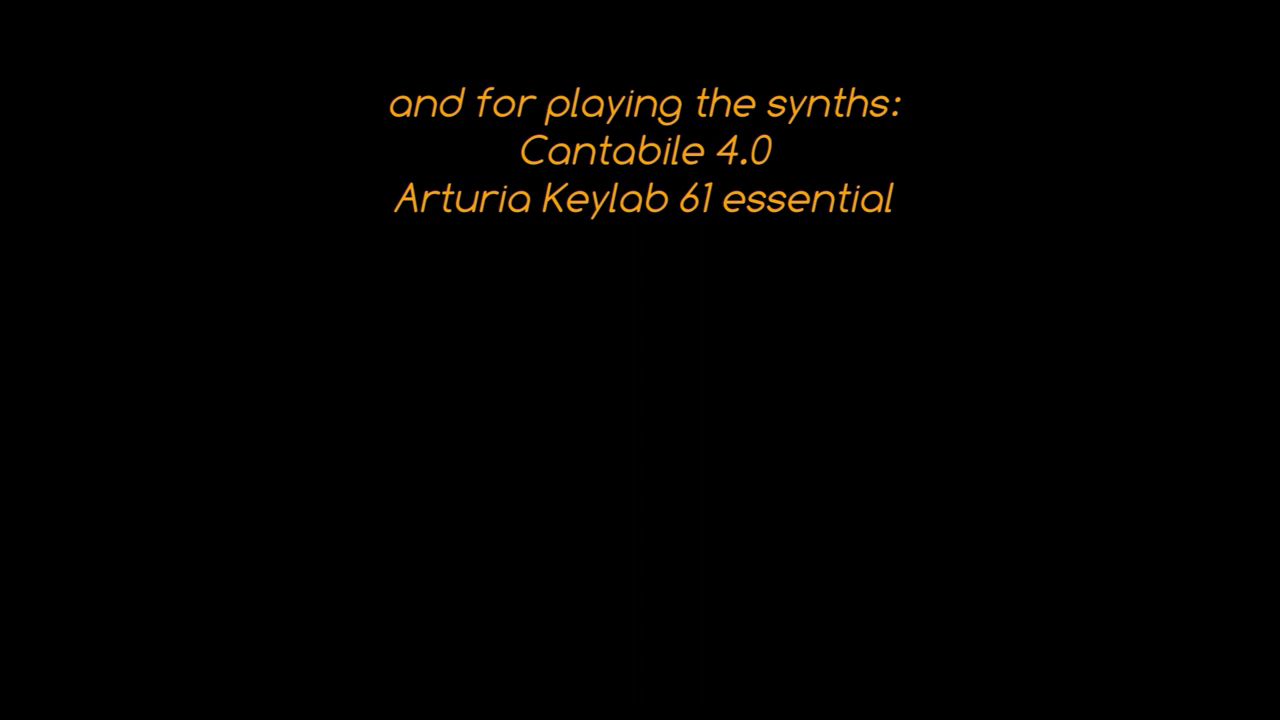 and for playing the synths:
Cantabile 4.0
Arturia Keylab 61 essential